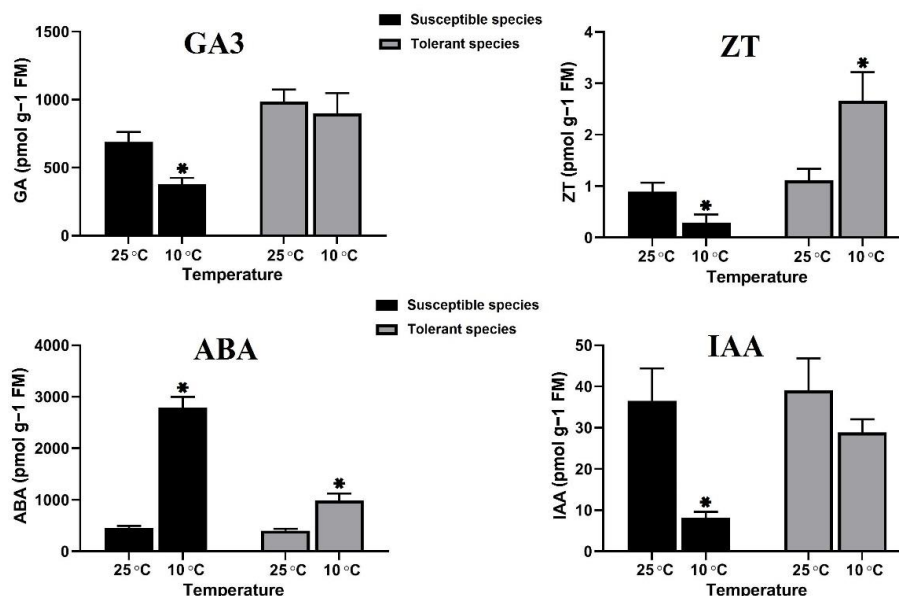 GA3
1500
1000
500
0
GA (pmol g−1 FM)
*
25 °C 10 °C 25 °C 10 °C
Temperature
Susceptible species
Tolerant species
ZT
6
4
2
1
0
ZT (pmol g−1 FM)
*
*
25 °C 10 °C 25 °C 10 °C
Temperature
Susceptible species
Tolerant species
ABA
4000
3000
2000
1000
0
ABA (pmol g−1 FM)
*
*
25 °C 10 °C 25 °C 10 °C
Temperature
IAA
50
40
30
20
10
0
IAA (pmol g−1 FM)
*
25 °C 10 °C 25 °C 10 °C
Temperature